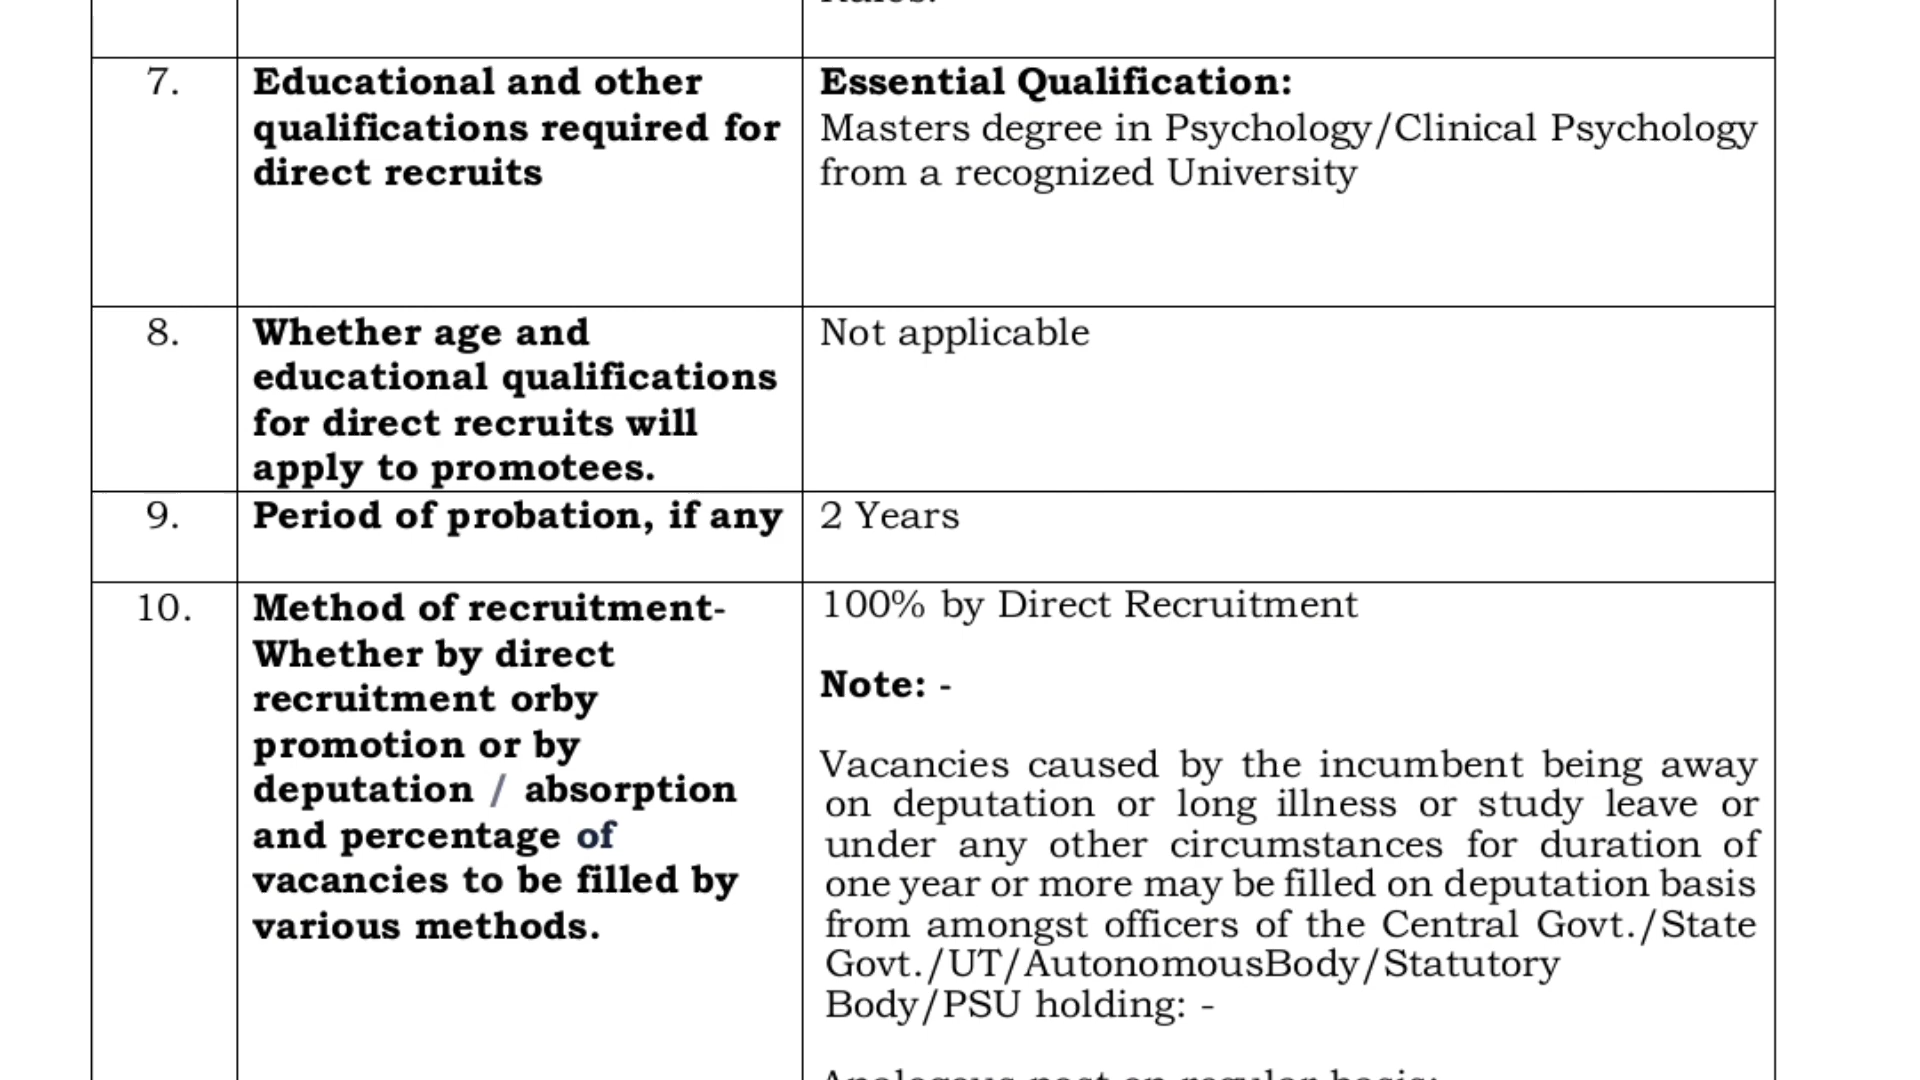 7.
Educational and other
qualifications required for
direct recruits
Essential Qualification:
Masters degree in Psychology/Clinical Psychology
from a recognized University
8.
Whether age and
educational qualifications
for direct recruits will
apply to promotees.
Not applicable
9.
Period of probation, if any
2 Years
10.
Method of recruitment-
Whether by direct
recruitment orby
promotion or by
deputation / absorption
and percentage of
vacancies to be filled by
various methods.
100% by Direct Recruitment
Note: -
Vacancies caused by the incumbent being away
on deputation or long illness or study leave or
under any other circumstances for duration of
one year or more may be filled on deputation basis
from amongst officers of the Central Govt./State
Govt./UT/AutonomousBody/Statutory
Body/PSU holding: -